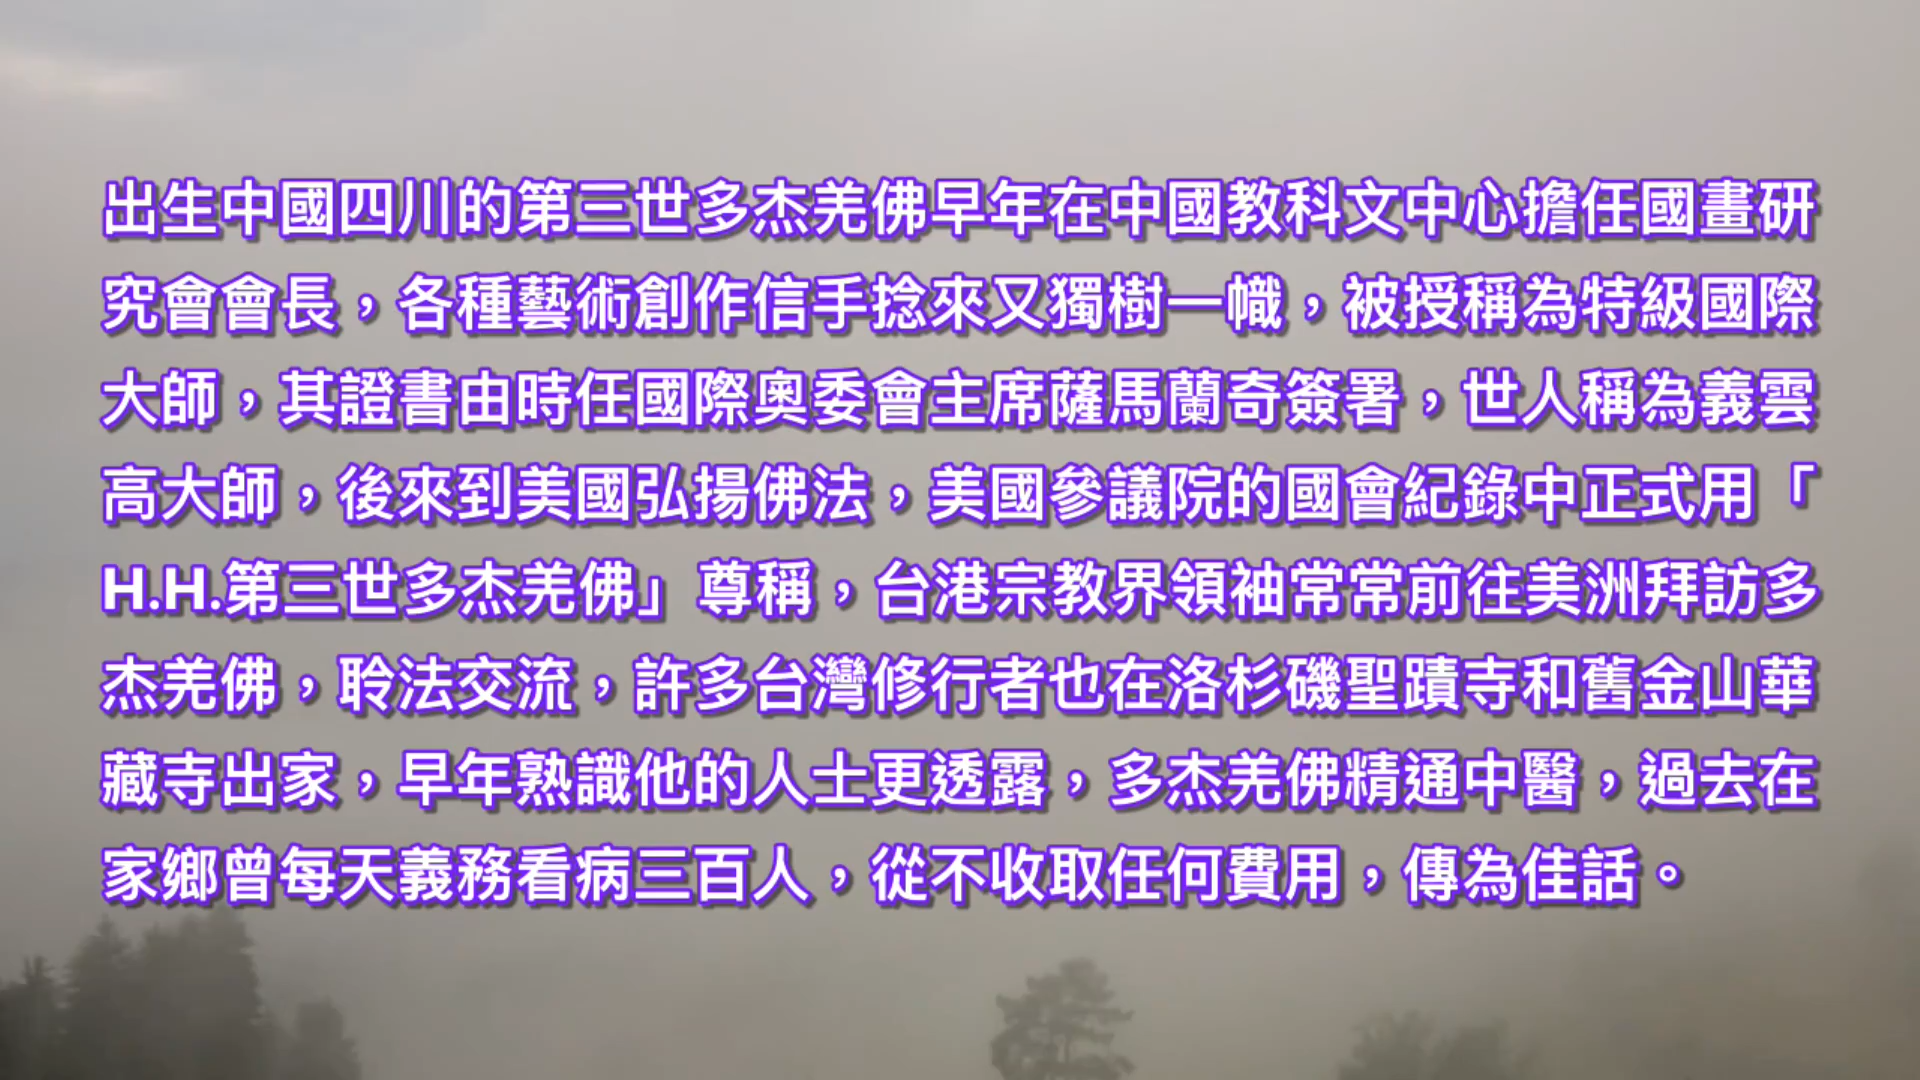 出生中國四川的第三世多杰羌佛早年在中國教科文中心擔任國畫研
究會會長，各種藝術創作信手捻來又獨樹一幟，被授稱為特級國際
大師，其證書由時任國際奧委會主席薩馬蘭奇簽署，世人稱為義雲
高大師，後來到美國弘揚佛法，美國參議院的國會紀錄中正式用「
H.H.第三世多杰羌佛」尊稱，台港宗教界領袖常常前往美洲拜訪多
杰羌佛，聆法交流，許多台灣修行者也在洛杉磯聖蹟寺和舊金山華
藏寺出家，早年熟識他的人士更透露，多杰羌佛精通中醫，過去在
家鄉曾每天義務看病三百人，從不收取任何費用，傳為佳話。